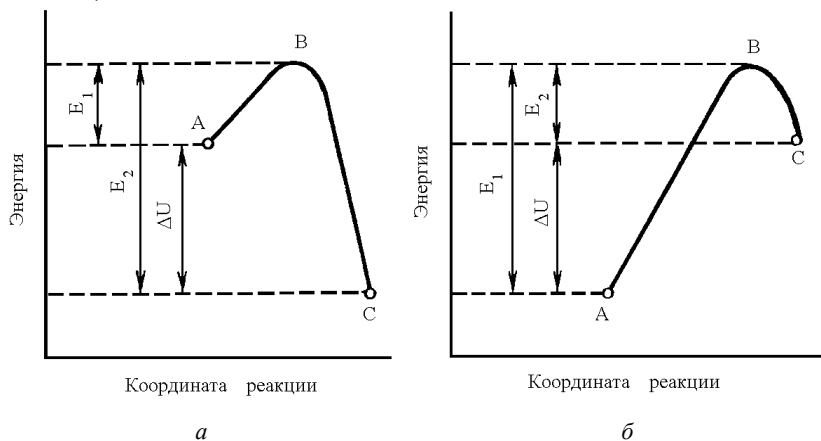 Энергия
E₁
E₂
ΔU
A
B
C
Координата реакции
а
Энергия
E₁
E₂
ΔU
A
B
C
Координата реакции
б